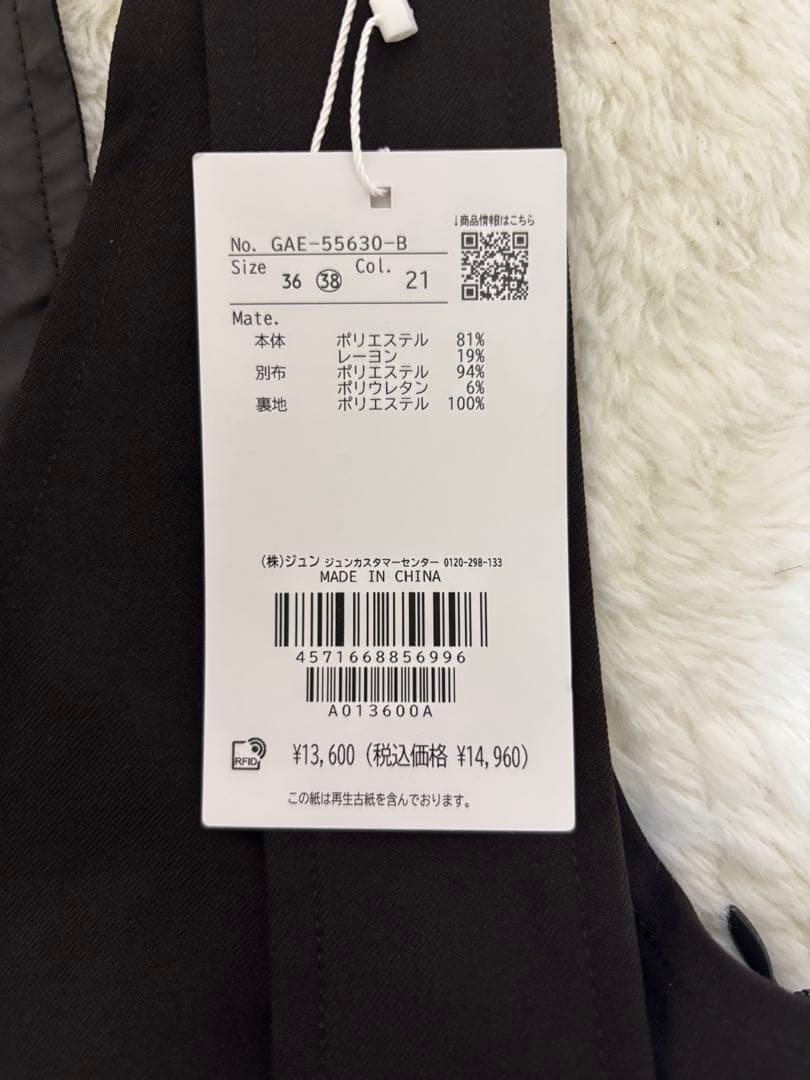 ↓商品情報はこちら
No. GAE-55630-B
Size 36 ㊳ Col. 21
Mate.
本体 ポリエステル 81%
レーヨン 19%
別布 ポリエステル 94%
ポリウレタン 6%
裏地 ポリエステル 100%
(株)ジュン ジュンカスタマーセンター 0120-298-133
MADE IN CHINA
4571668856996
A013600A
RFID ¥13,600 (税込価格 ¥14,960)
この紙は再生古紙を含んでおります。